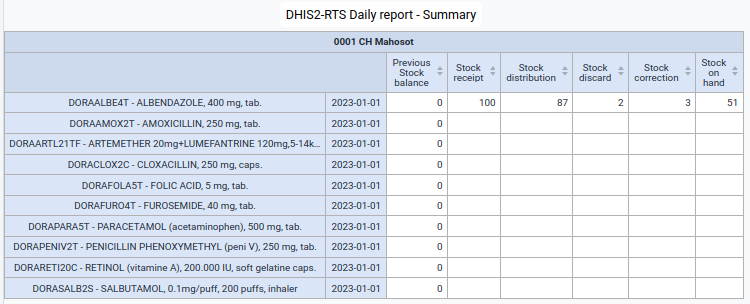 DHIS2-RTS Daily report - Summary
0001 CH Mahosot
Previous Stock balance Stock receipt Stock distribution Stock discard Stock correction Stock on hand
DORAALBE4T - ALBENDAZOLE, 400 mg, tab. 2023-01-01 0 100 87 2 3 51
DORAAMOX2T - AMOXICILLIN, 250 mg, tab. 2023-01-01 0
DORAARTL21TF - ARTEMETHER 20mg+LUMEFANTRINE 120mg,5-14k... 2023-01-01 0
DORACLOX2C - CLOXACILLIN, 250 mg, caps. 2023-01-01 0
DORAFOLA5T - FOLIC ACID, 5 mg, tab. 2023-01-01 0
DORAFURO4T - FUROSEMIDE, 40 mg, tab. 2023-01-01 0
DORAPARA5T - PARACETAMOL (acetaminophen), 500 mg, tab. 2023-01-01 0
DORAPENIV2T - PENICILLIN PHENOXYMETHYL (peni V), 250 mg, tab. 2023-01-01 0
DORARETI20C - RETINOL (vitamine A), 200.000 IU, soft gelatine caps. 2023-01-01 0
DORASALB2S - SALBUTAMOL, 0.1mg/puff, 200 puffs, inhaler 2023-01-01 0